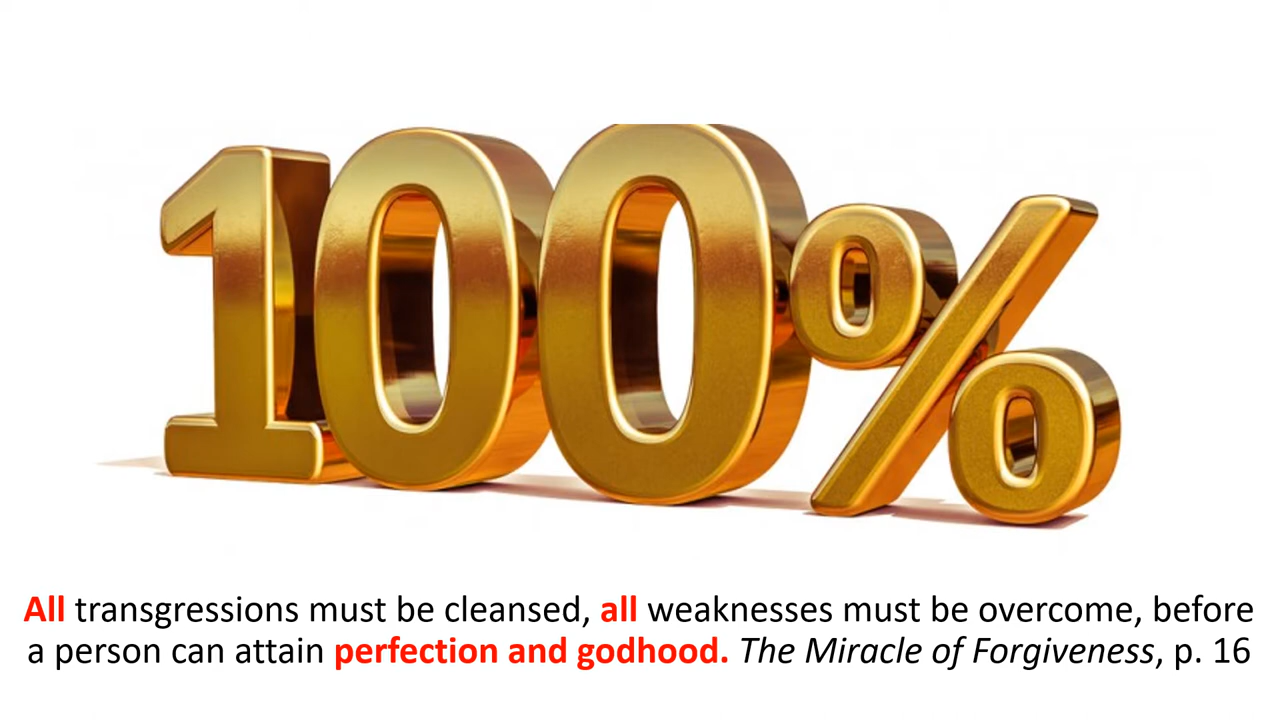 100%
All transgressions must be cleansed, all weaknesses must be overcome, before
a person can attain perfection and godhood. The Miracle of Forgiveness, p. 16